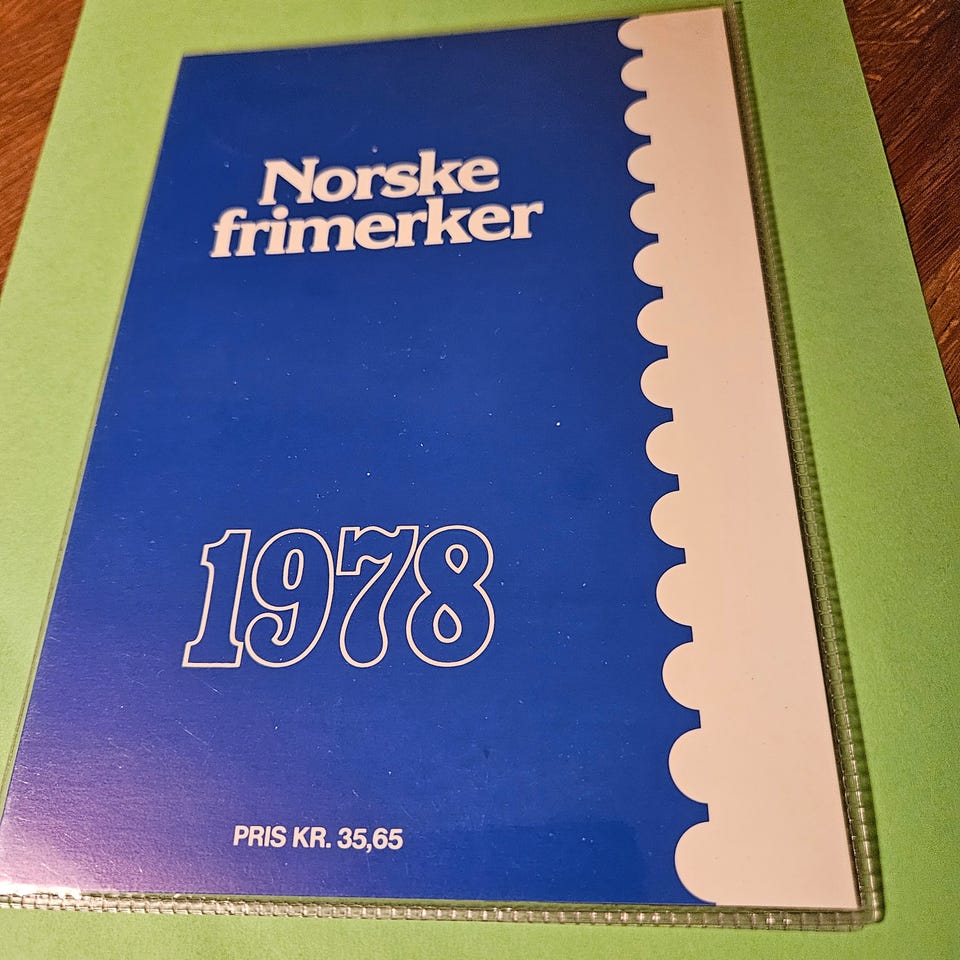 Norske
frimerker
1978
PRIS KR. 35,65